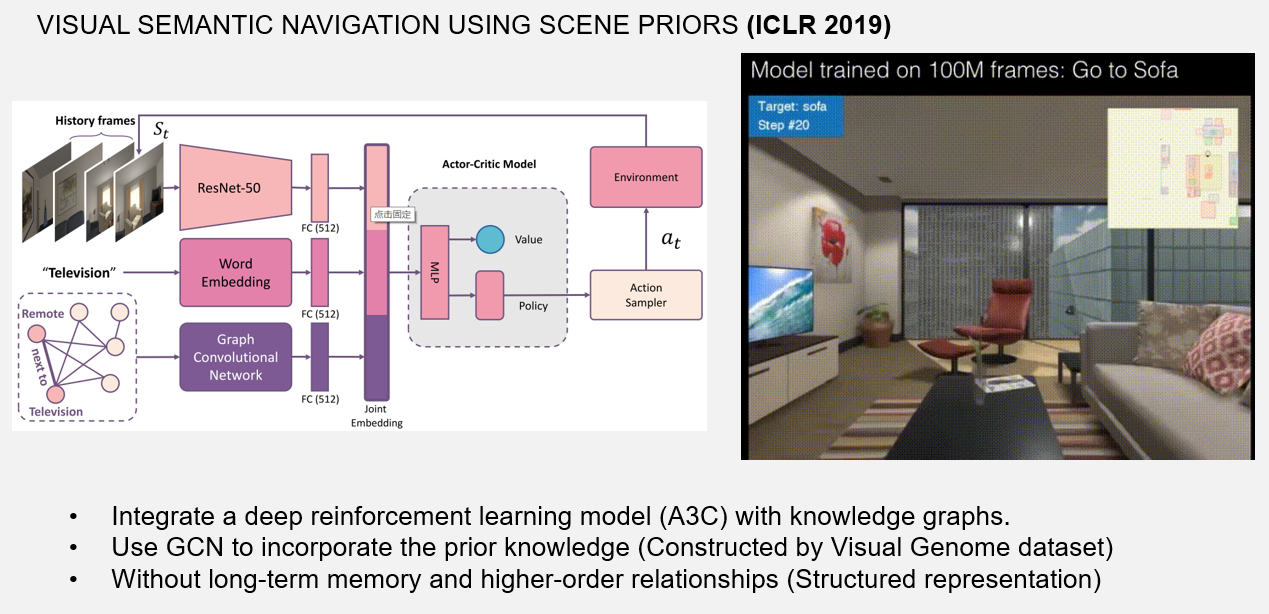 VISUAL SEMANTIC NAVIGATION USING SCENE PRIORS (ICLR 2019)
History frames
St
ResNet-50
FC (512)
点击固定
"Television"
Word
Embedding
FC (512)
Remote
next to
Television
Graph
Convolutional
Network
FC (512)
Joint
Embedding
Actor-Critic Model
MLP
Value
Policy
Environment
at
Action
Sampler
Model trained on 100M frames: Go to Sofa
Target: sofa
Step #20
• Integrate a deep reinforcement learning model (A3C) with knowledge graphs.
• Use GCN to incorporate the prior knowledge (Constructed by Visual Genome dataset)
• Without long-term memory and higher-order relationships (Structured representation)